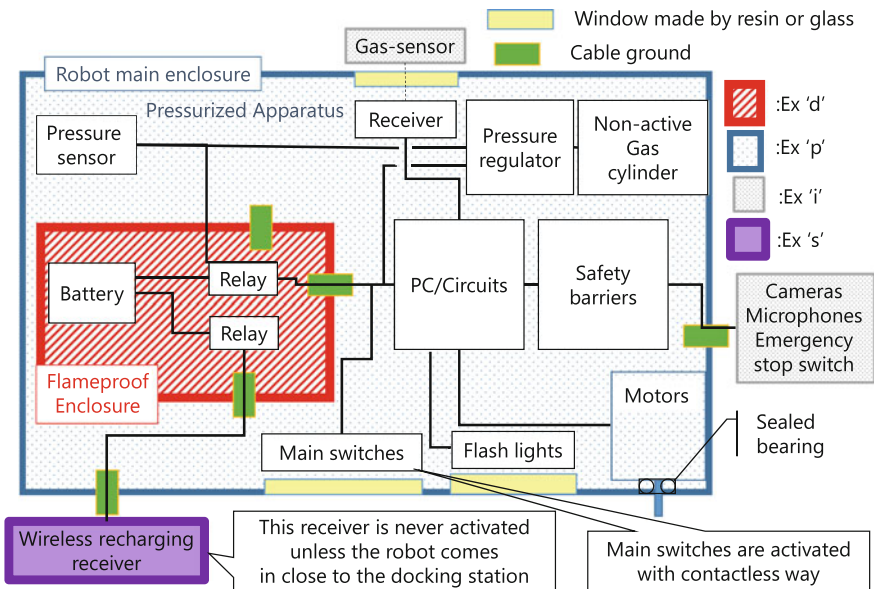 Window made by resin or glass
Cable ground
Gas-sensor
Robot main enclosure
Pressurized Apparatus
Receiver
Pressure
sensor
Pressure
regulator
Non-active
Gas
cylinder
:Ex ‘d’
:Ex ‘p’
:Ex ‘i’
:Ex ‘s’
Battery
Relay
Relay
PC/Circuits
Safety
barriers
Cameras
Microphones
Emergency
stop switch
Flameproof
Enclosure
Motors
Sealed
bearing
Main switches
Flash lights
Wireless recharging
receiver
This receiver is never activated
unless the robot comes
in close to the docking station
Main switches are activated
with contactless way